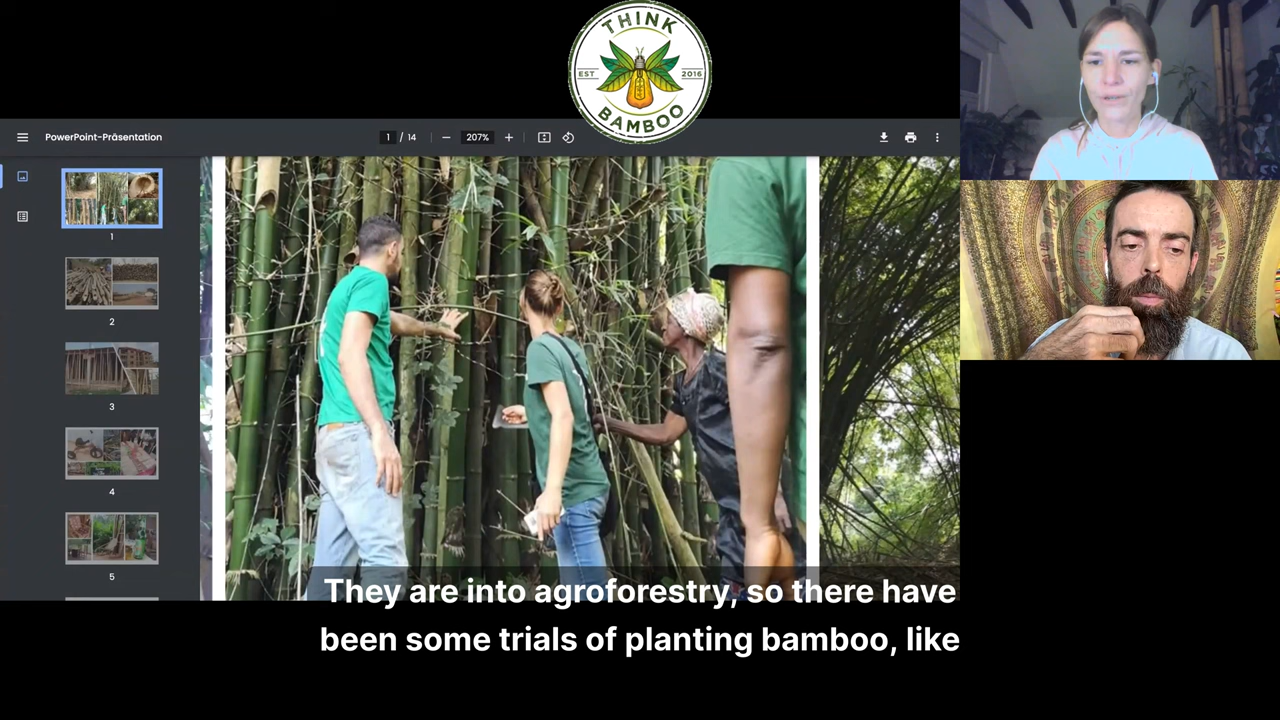 THINK
EST 2016
BAMBOO
PowerPoint-Präsentation
1 / 14
207%
1
2
3
4
5
They are into agroforestry, so there have
been some trials of planting bamboo, like